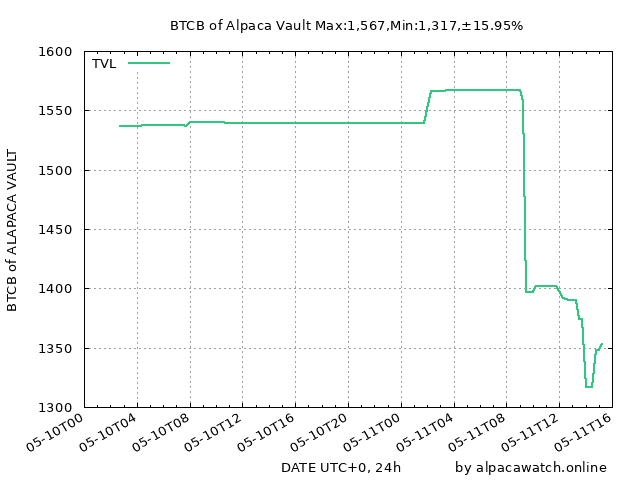 BTCB of Alpaca Vault Max:1,567,Min:1,317,±15.95%
TVL
1600
1550
1500
1450
1400
1350
1300
BTCB of ALAPACA VAULT
05-10T00
05-10T04
05-10T08
05-10T12
05-10T16
05-10T20
05-11T00
05-11T04
05-11T08
05-11T12
05-11T16
DATE UTC+0, 24h
by alpacawatch.online